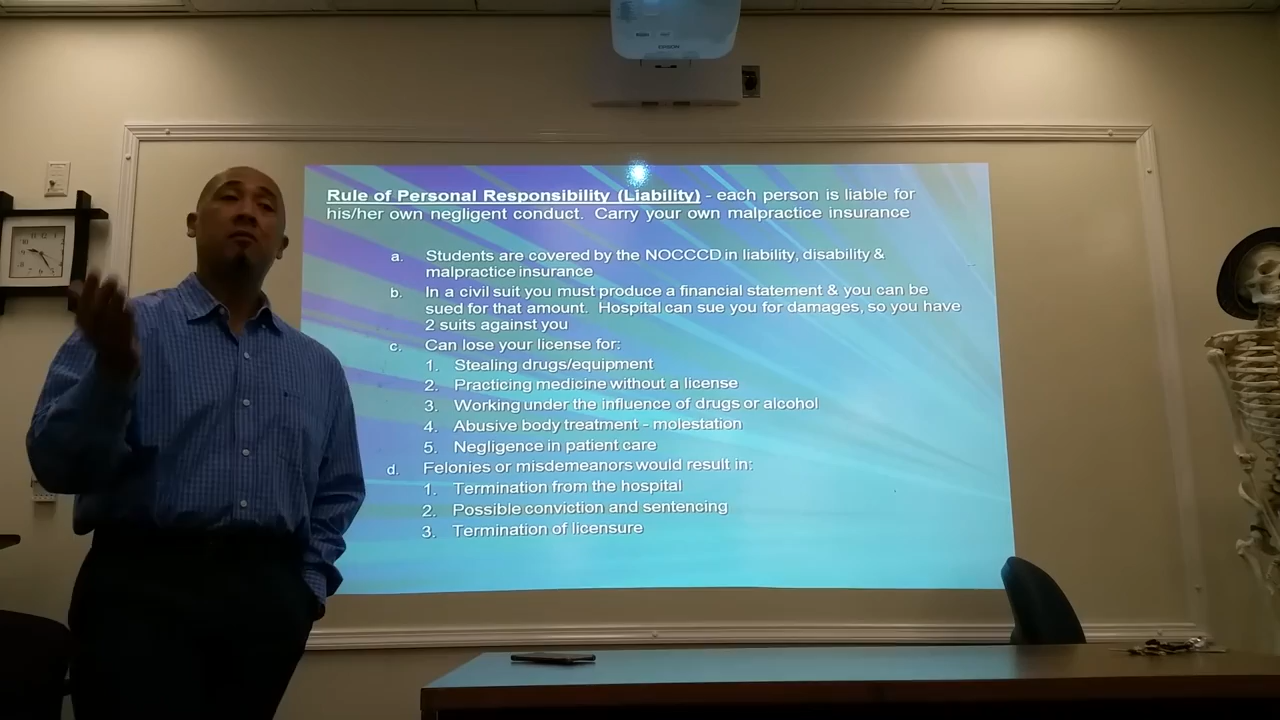 EPSON
Rule of Personal Responsibility (Liability) - each person is liable for
his/her own negligent conduct. Carry your own malpractice insurance
a. Students are covered by the NOCCCD in liability, disability &
malpractice insurance
b. In a civil suit you must produce a financial statement & you can be
sued for that amount. Hospital can sue you for damages, so you have
2 suits against you
c. Can lose your license for:
1. Stealing drugs/equipment
2. Practicing medicine without a license
3. Working under the influence of drugs or alcohol
4. Abusive body treatment - molestation
5. Negligence in patient care
d. Felonies or misdemeanors would result in:
1. Termination from the hospital
2. Possible conviction and sentencing
3. Termination of licensure